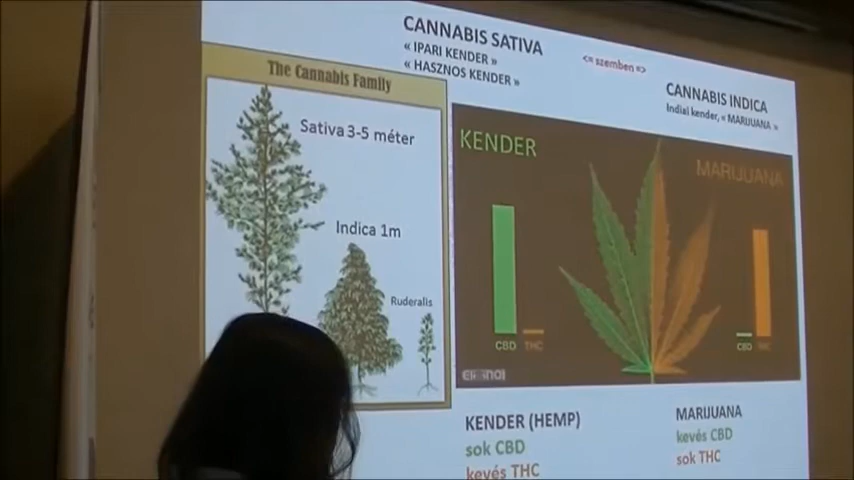 CANNABIS SATIVA
« IPARI KENDER »
« HASZNOS KENDER »
<= szemben =>
CANNABIS INDICA
Indiai kender, « MARIJUANA »
The Cannabis Family
Sativa 3-5 méter
Indica 1m
Ruderalis
KENDER
MARIJUANA
CBD
THC
CBD
THC
KENDER (HEMP)
sok CBD
kevés THC
MARIJUANA
kevés CBD
sok THC